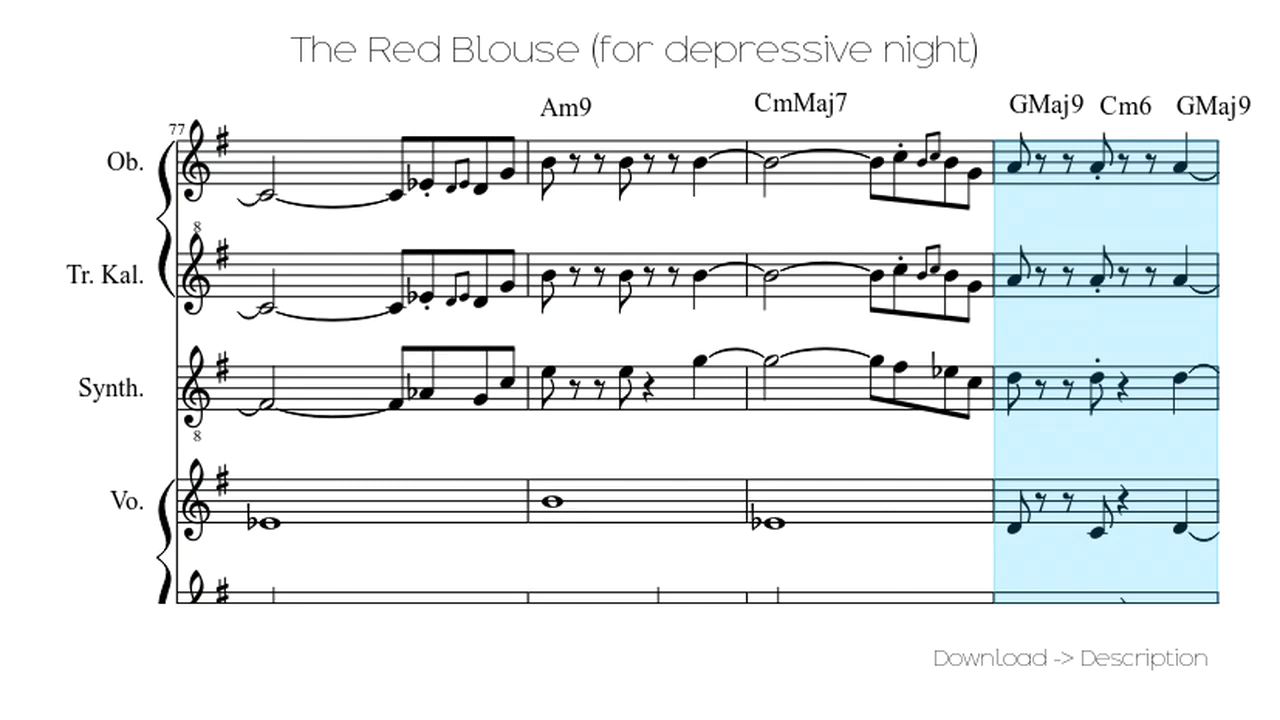 The Red Blouse (for depressive night)
Am9 CmMaj7 GMaj9 Cm6 GMaj9
77
Ob.
8
Tr. Kal.
Synth.
8
Vo.
Download -> Description